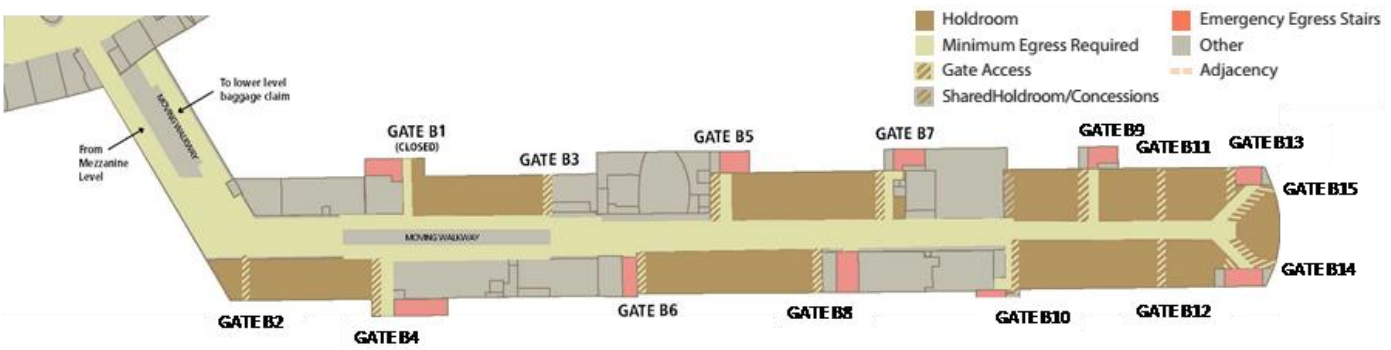 Holdroom
Minimum Egress Required
Gate Access
SharedHoldroom/Concessions
Emergency Egress Stairs
Other
Adjacency
To lower level
baggage claim
MOVING WALKWAY
From
Mezzanine
Level
GATE B1
(CLOSED)
GATE B3
GATE B5
GATE B7
GATE B9
GATE B11
GATE B13
GATE B15
MOVING WALKWAY
GATE B14
GATE B2
GATE B4
GATE B6
GATE B8
GATE B10
GATE B12